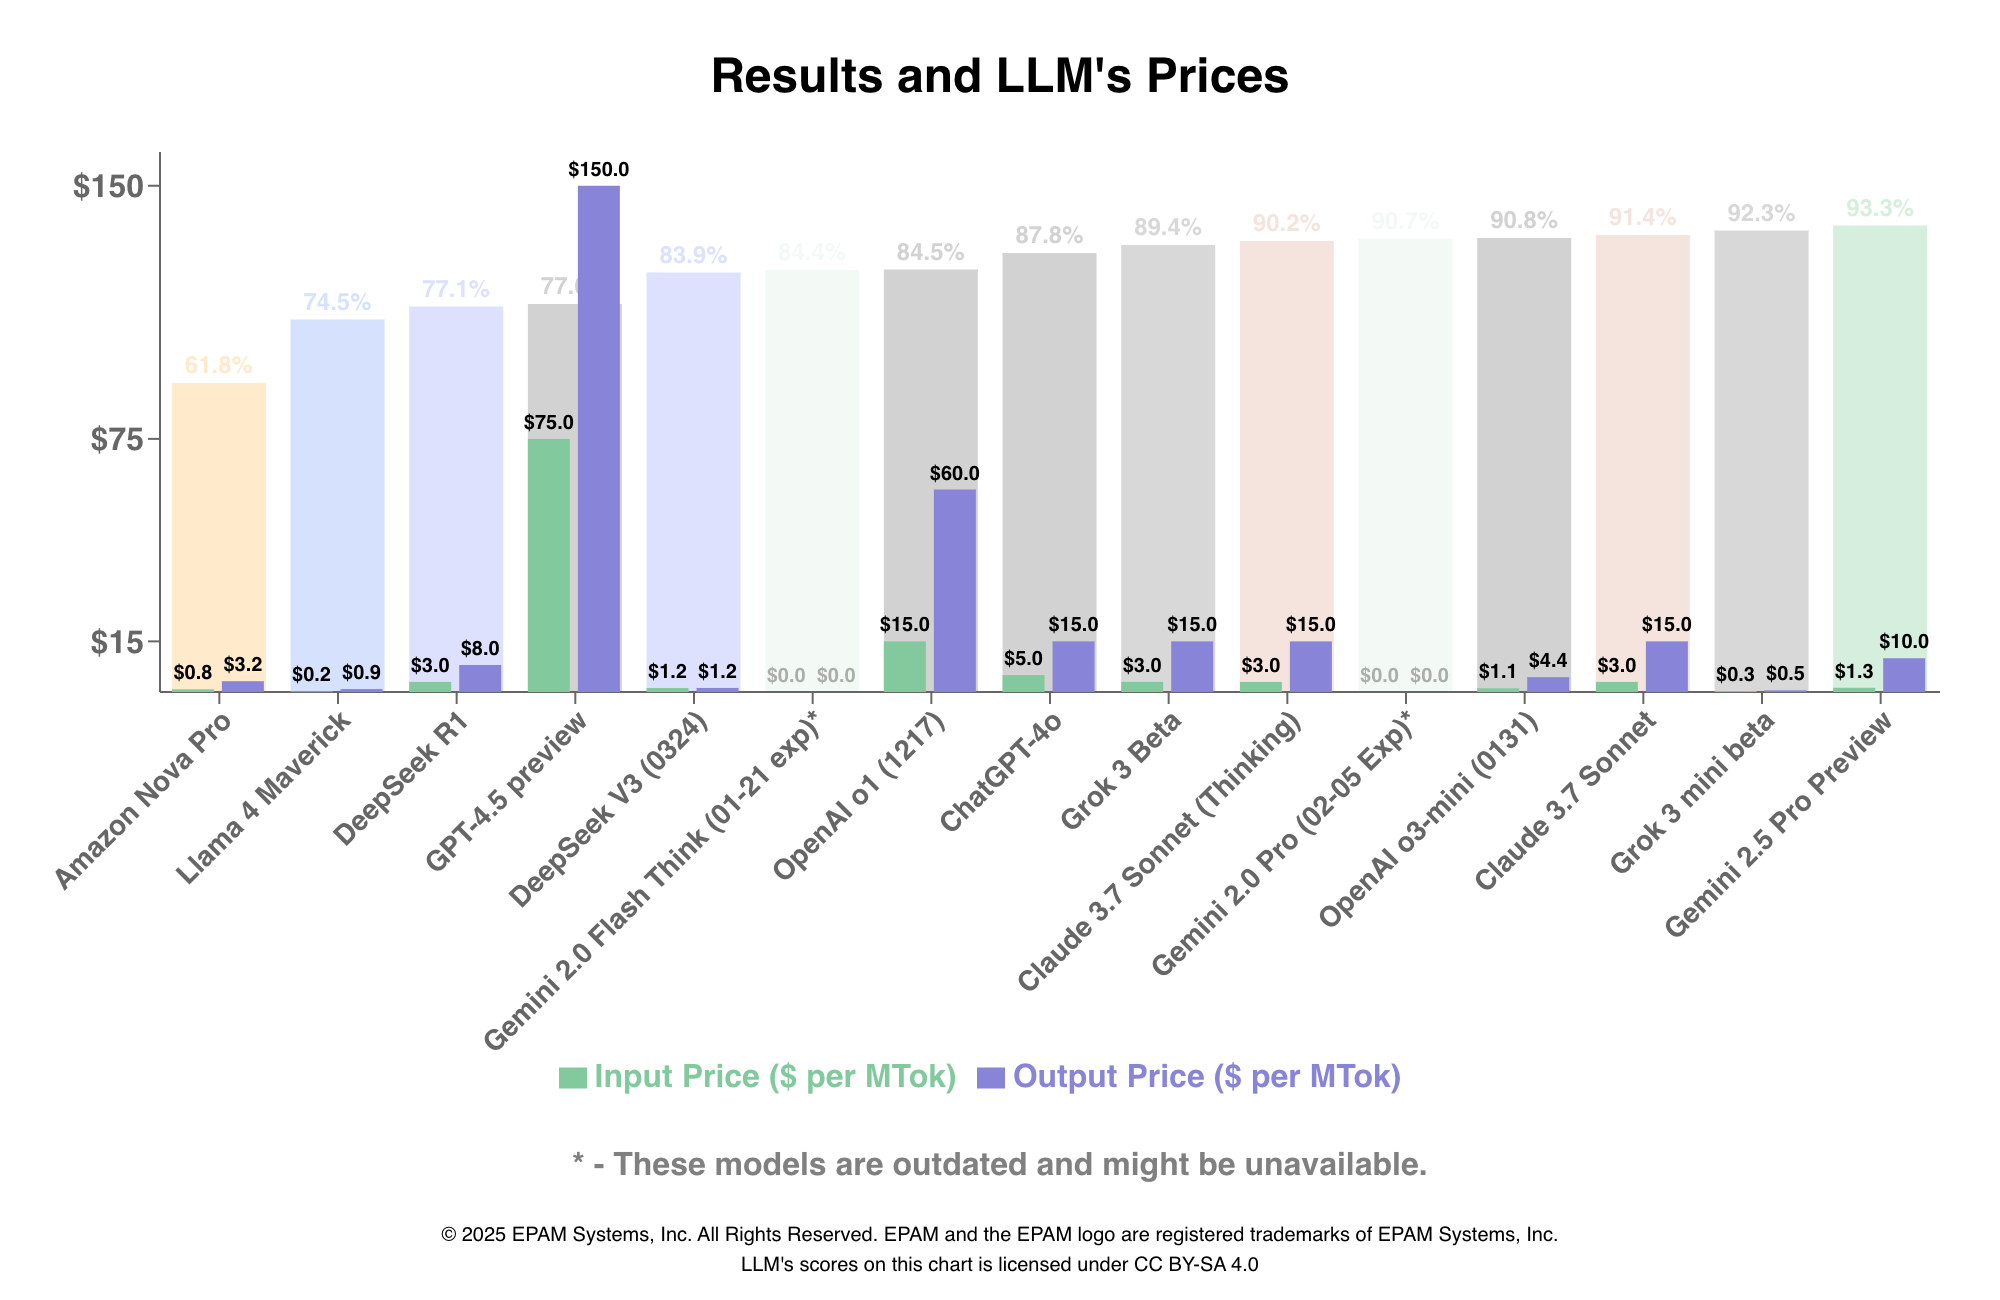 Results and LLM's Prices
$150
$75
$15
61.8%
74.5%
77.1%
83.9%
84.4%
84.5%
87.8%
89.4%
90.2%
90.7%
90.8%
91.4%
92.3%
93.3%
$0.8 $3.2
$0.2 $0.9
$3.0 $8.0
$75.0 $150.0
$1.2 $1.2
$0.0 $0.0
$15.0 $60.0
$5.0 $15.0
$3.0 $15.0
$3.0 $15.0
$0.0 $0.0
$1.1 $4.4
$3.0 $15.0
$0.3 $0.5
$1.3 $10.0
Amazon Nova Pro
Llama 4 Maverick
DeepSeek R1
GPT-4.5 preview
DeepSeek V3 (0324)
Gemini 2.0 Flash Think (01-21 exp)*
OpenAI o1 (1217)
ChatGPT-4o
Grok 3 Beta
Claude 3.7 Sonnet (Thinking)
Gemini 2.0 Pro (02-05 Exp)*
OpenAI o3-mini (0131)
Claude 3.7 Sonnet
Grok 3 mini beta
Gemini 2.5 Pro Preview
Input Price ($ per MTok) Output Price ($ per MTok)
* - These models are outdated and might be unavailable.
© 2025 EPAM Systems, Inc. All Rights Reserved. EPAM and the EPAM logo are registered trademarks of EPAM Systems, Inc.
LLM's scores on this chart is licensed under CC BY-SA 4.0